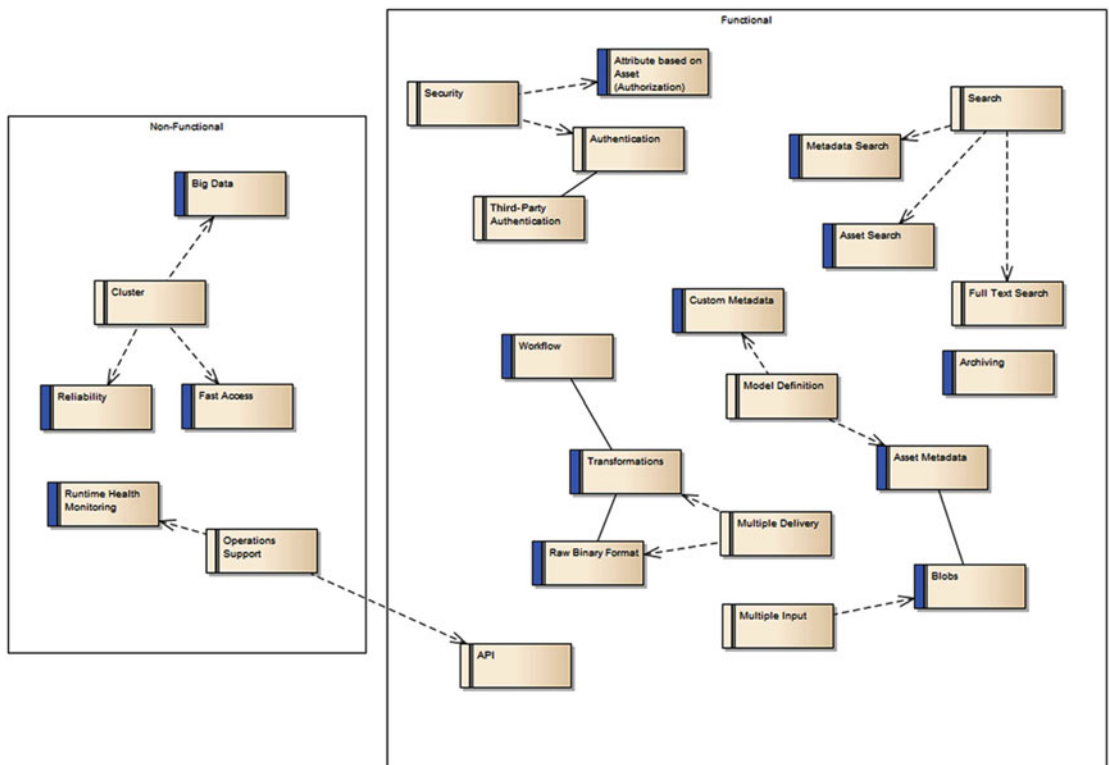 Non-Functional
Big Data
Cluster
Reliability
Fast Access
Runtime Health
Monitoring
Operations
Support
Functional
Attribute based on
Asset
(Authorization)
Security
Authentication
Third-Party
Authentication
Search
Metadata Search
Asset Search
Full Text Search
Custom Metadata
Workflow
Archiving
Model Definition
Transformations
Asset Metadata
Multiple Delivery
Raw Binary Format
Blobs
Multiple Input
API